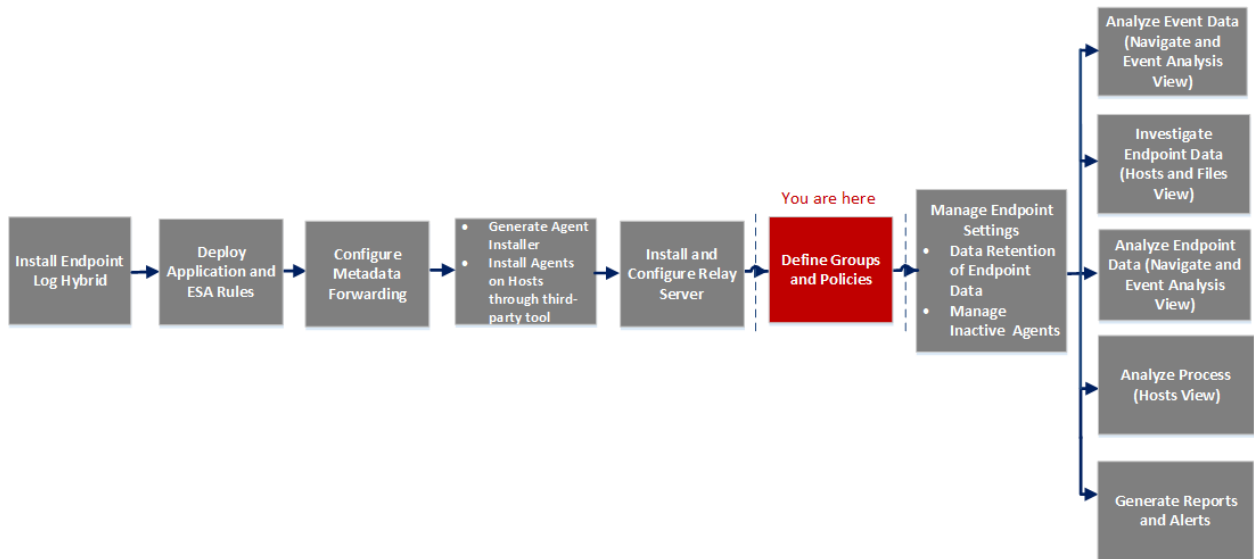 Install Endpoint
Log Hybrid
Deploy
Application and
ESA Rules
Configure
Metadata
Forwarding
• Generate Agent
Installer
• Install Agents
on Hosts
through third-
party tool
Install and
Configure Relay
Server
You are here
Define Groups
and Policies
Manage Endpoint
Settings
• Data Retention
of Endpoint
Data
• Manage
Inactive Agents
Analyze Event Data
(Navigate and
Event Analysis
View)
Investigate
Endpoint Data
(Hosts and Files
View)
Analyze Endpoint
Data (Navigate and
Event Analysis
View)
Analyze Process
(Hosts View)
Generate Reports
and Alerts